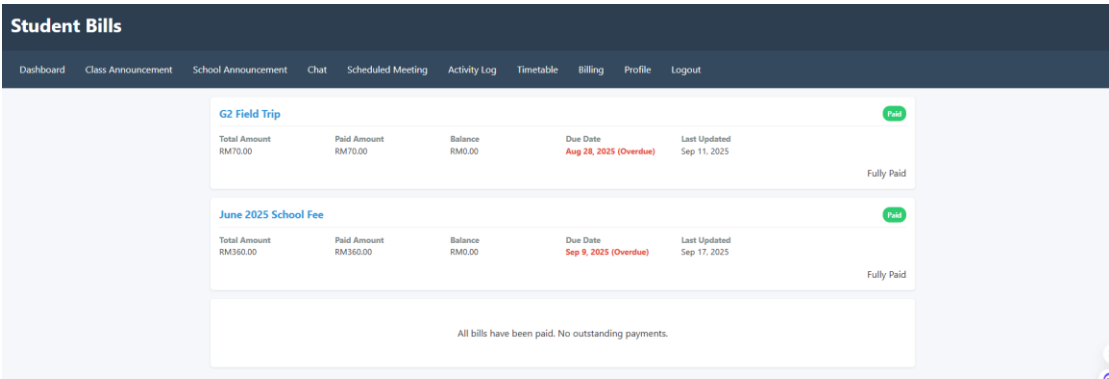 Student Bills
Dashboard Class Announcement School Announcement Chat Scheduled Meeting Activity Log Timetable Billing Profile Logout
G2 Field Trip Paid
Total Amount Paid Amount Balance Due Date Last Updated
RM70.00 RM70.00 RM0.00 Aug 28, 2025 (Overdue) Sep 11, 2025
Fully Paid
June 2025 School Fee Paid
Total Amount Paid Amount Balance Due Date Last Updated
RM360.00 RM360.00 RM0.00 Sep 9, 2025 (Overdue) Sep 17, 2025
Fully Paid
All bills have been paid. No outstanding payments.